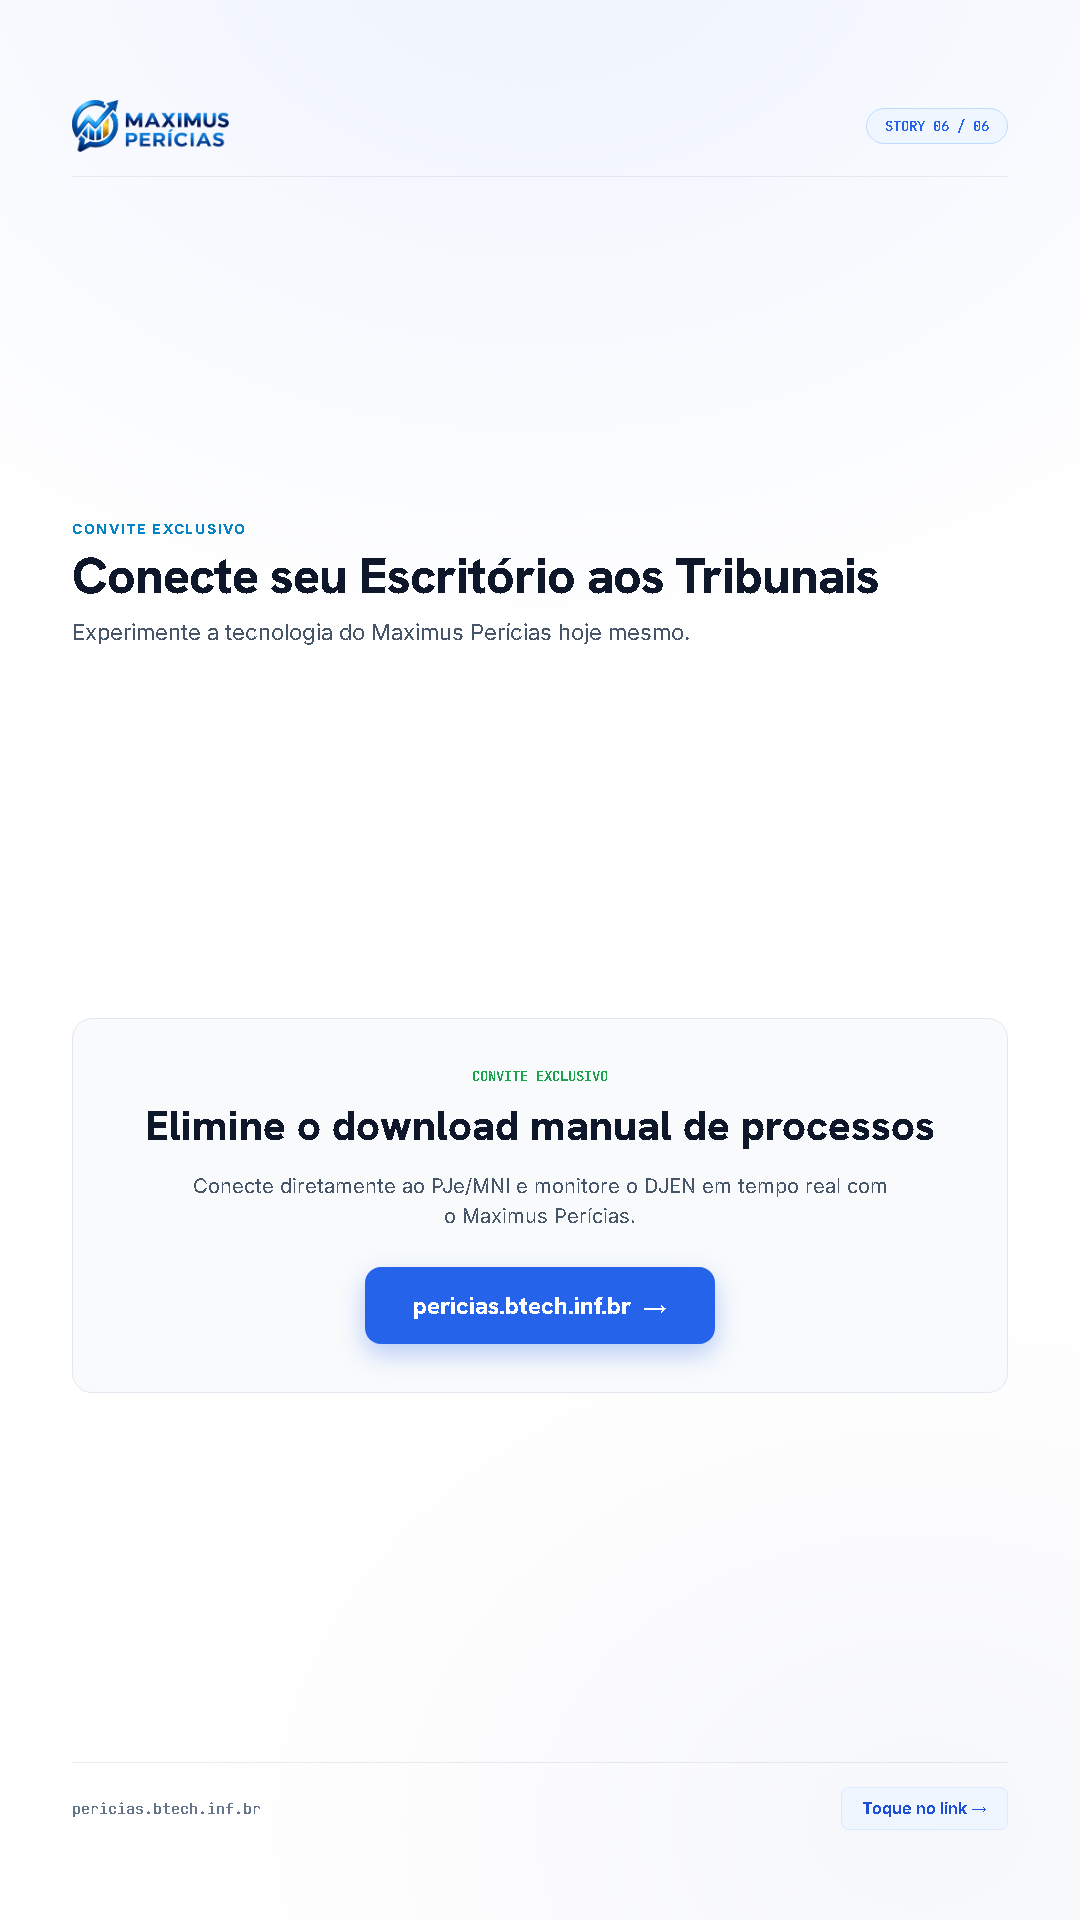 MAXIMUS
PERÍCIAS
STORY 06 / 06
CONVITE EXCLUSIVO
Conecte seu Escritório aos Tribunais
Experimente a tecnologia do Maximus Perícias hoje mesmo.
CONVITE EXCLUSIVO
Elimine o download manual de processos
Conecte diretamente ao PJe/MNI e monitore o DJEN em tempo real com
o Maximus Perícias.
pericias.btech.inf.br →
pericias.btech.inf.br
Toque no link →